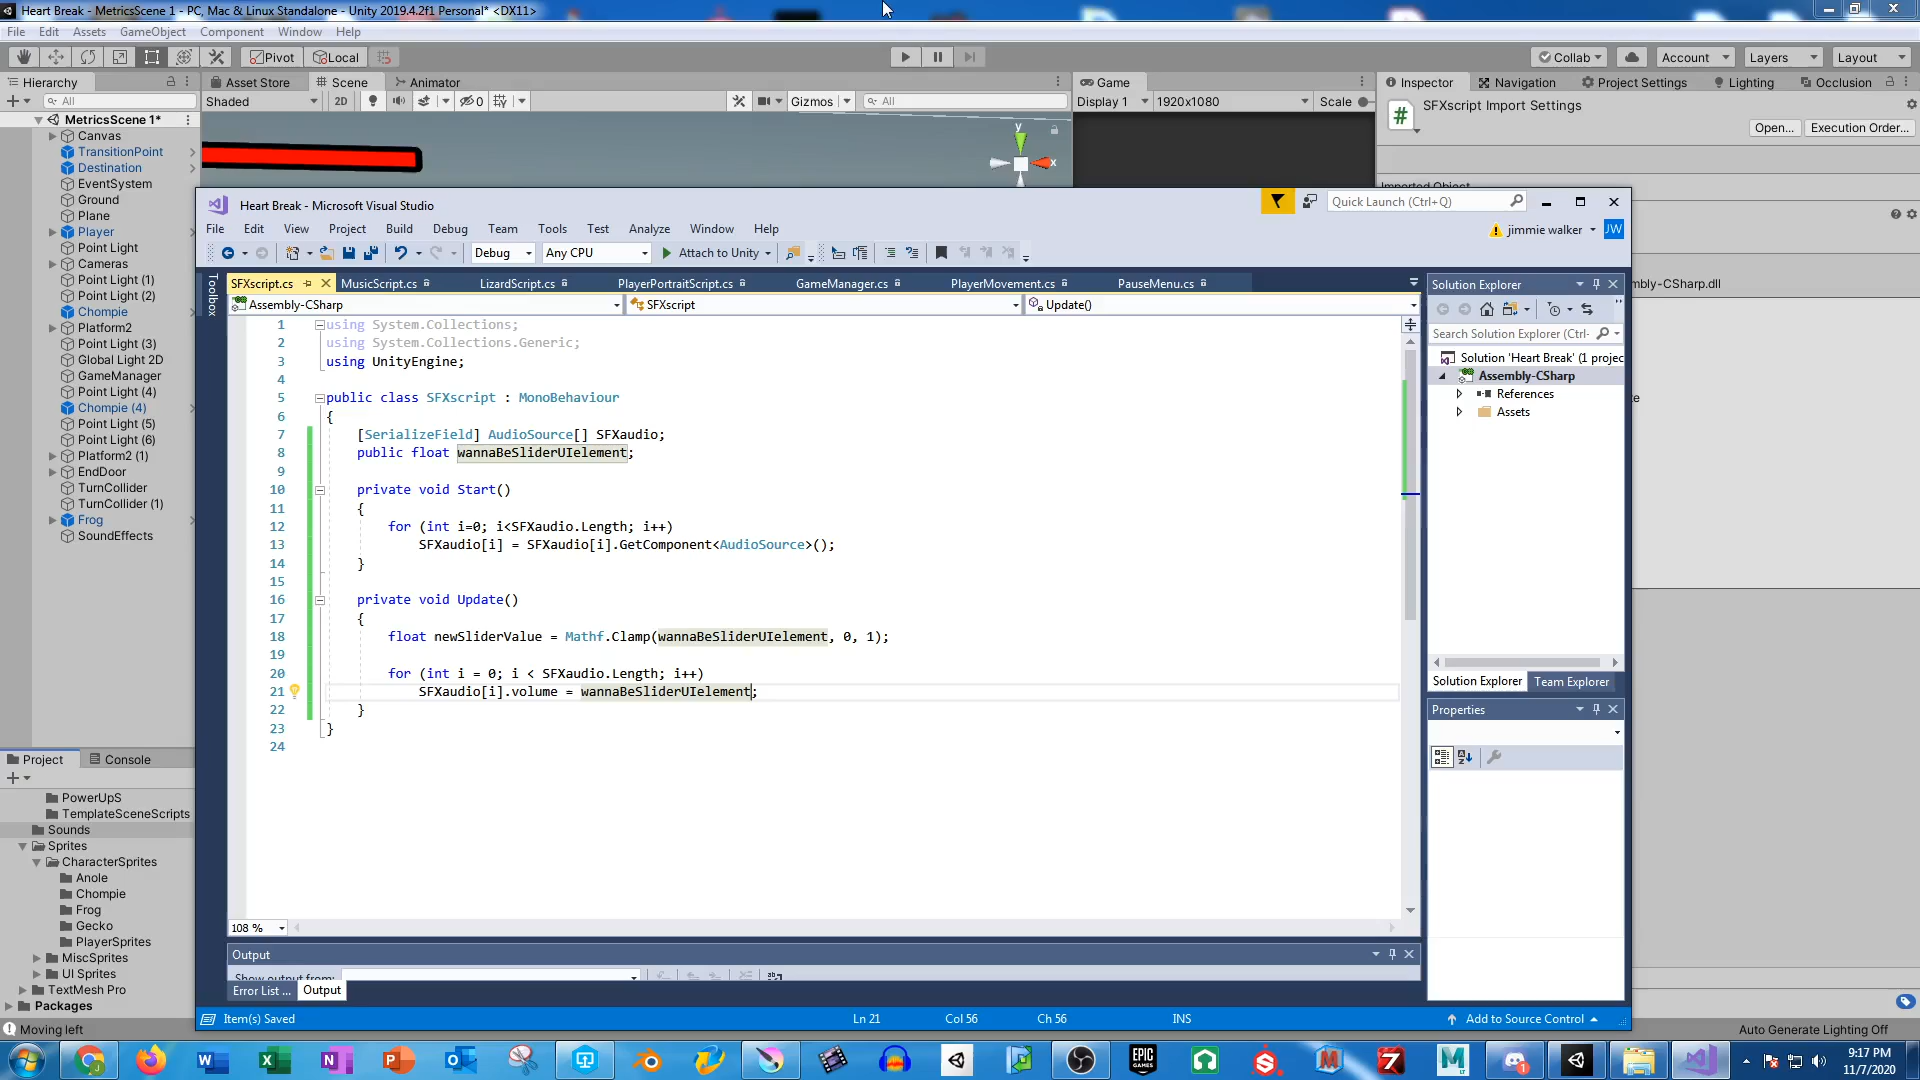 Heart Break - MetricsScene 1 - PC, Mac & Linux Standalone - Unity 2019.4.2f1 Personal* <DX11>
File Edit Assets GameObject Component Window Help
Pivot Local Collab Account Layers Layout
Hierarchy Asset Store Scene Animator Game Inspector Navigation Project Settings Lighting Occlusion
All Shaded 2D 0 Gizmos All Display 1 1920x1080 Scale
SFXscript Import Settings
Open... Execution Order...
MetricsScene 1*
Canvas
TransitionPoint
Destination
EventSystem
Ground
Plane
Player
Point Light
Cameras
Point Light (1)
Point Light (2)
Chompie
Platform2
Point Light (3)
Global Light 2D
GameManager
Point Light (4)
Chompie (4)
Point Light (5)
Point Light (6)
Platform2 (1)
EndDoor
TurnCollider
TurnCollider (1)
Frog
SoundEffects
y
x
Heart Break - Microsoft Visual Studio
Quick Launch (Ctrl+Q)
File Edit View Project Build Debug Team Tools Test Analyze Window Help
jimmie walker JW
Debug Any CPU Attach to Unity
Toolbox
SFXscript.cs MusicScript.cs LizardScript.cs PlayerPortraitScript.cs GameManager.cs PlayerMovement.cs PauseMenu.cs
Assembly-CSharp SFXscript Update()
1 using System.Collections;
2 using System.Collections.Generic;
3 using UnityEngine;
4
5 public class SFXscript : MonoBehaviour
6 {
7 [SerializeField] AudioSource[] SFXaudio;
8 public float wannaBeSliderUIelement;
9
10 private void Start()
11 {
12 for (int i=0; i<SFXaudio.Length; i++)
13 SFXaudio[i] = SFXaudio[i].GetComponent<AudioSource>();
14 }
15
16 private void Update()
17 {
18 float newSliderValue = Mathf.Clamp(wannaBeSliderUIelement, 0, 1);
19
20 for (int i = 0; i < SFXaudio.Length; i++)
21 SFXaudio[i].volume = wannaBeSliderUIelement;
22 }
23 }
24
108 %
Output
Show output from:
Error List ... Output
Item(s) Saved Ln 21 Col 56 Ch 56 INS Add to Source Control
Solution Explorer
Search Solution Explorer (Ctrl-
Solution 'Heart Break' (1 projec
Assembly-CSharp
References
Assets
Solution Explorer Team Explorer
Properties
Imported Object
mbly-CSharp.dll
Project Console
PowerUpS
TemplateSceneScripts
Sounds
Sprites
CharacterSprites
Anole
Chompie
Frog
Gecko
PlayerSprites
MiscSprites
UI Sprites
TextMesh Pro
Packages
Moving left
Auto Generate Lighting Off
9:17 PM
11/7/2020